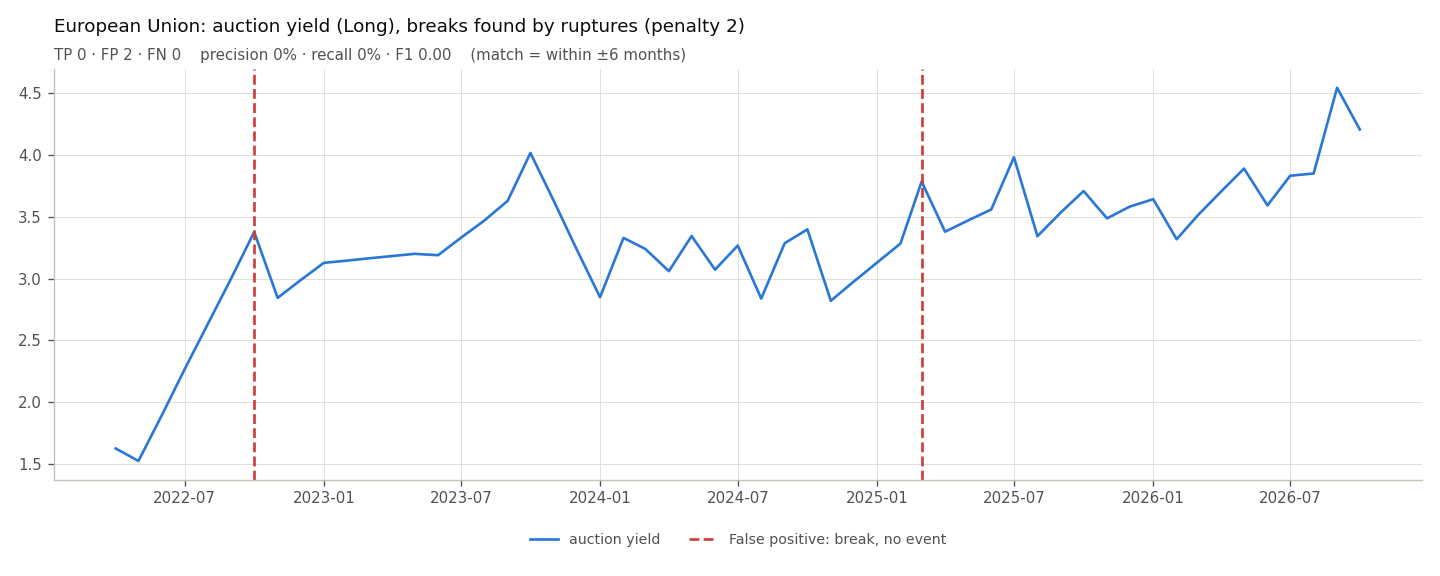 European Union: auction yield (Long), breaks found by ruptures (penalty 2)
TP 0 · FP 2 · FN 0    precision 0% · recall 0% · F1 0.00    (match = within ±6 months)
4.5
4.0
3.5
3.0
2.5
2.0
1.5
2022-07 2023-01 2023-07 2024-01 2024-07 2025-01 2025-07 2026-01 2026-07
auction yield    False positive: break, no event